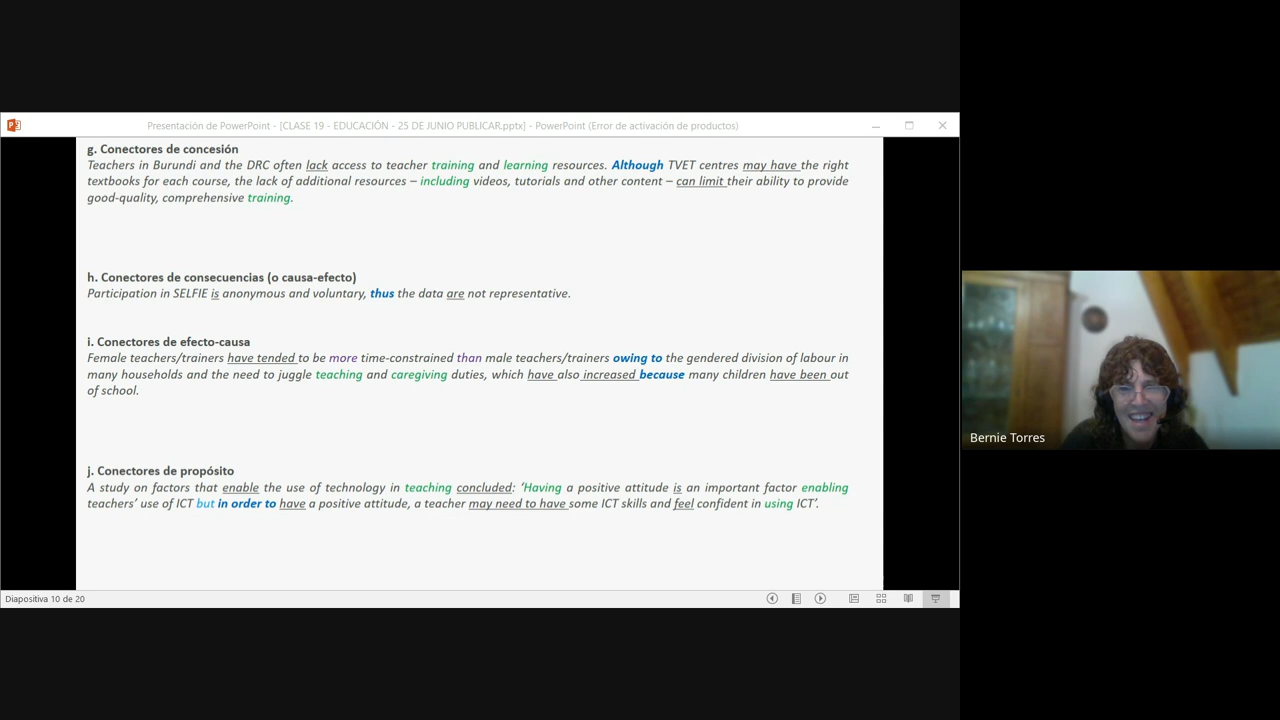 Presentación de PowerPoint - [CLASE 19 - EDUCACIÓN - 25 DE JUNIO PUBLICAR.pptx] - PowerPoint (Error de activación de productos)
g. Conectores de concesión
Teachers in Burundi and the DRC often lack access to teacher training and learning resources. Although TVET centres may have the right
textbooks for each course, the lack of additional resources – including videos, tutorials and other content – can limit their ability to provide
good-quality, comprehensive training.
h. Conectores de consecuencias (o causa-efecto)
Participation in SELFIE is anonymous and voluntary, thus the data are not representative.
i. Conectores de efecto-causa
Female teachers/trainers have tended to be more time-constrained than male teachers/trainers owing to the gendered division of labour in
many households and the need to juggle teaching and caregiving duties, which have also increased because many children have been out
of school.
j. Conectores de propósito
A study on factors that enable the use of technology in teaching concluded: ‘Having a positive attitude is an important factor enabling
teachers’ use of ICT but in order to have a positive attitude, a teacher may need to have some ICT skills and feel confident in using ICT’.
Diapositiva 10 de 20
Bernie Torres